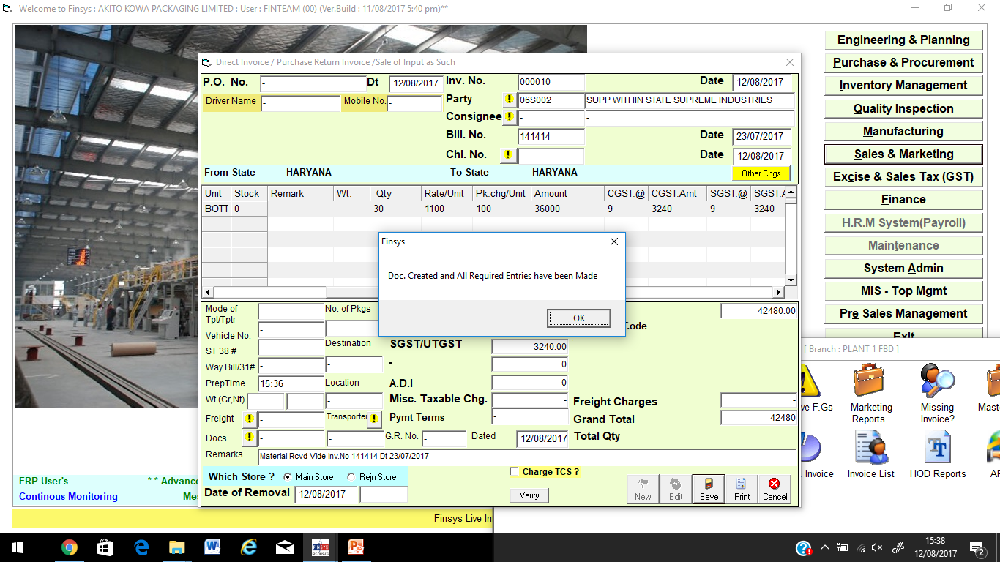 Welcome to Finsys : AKITO KOWA PACKAGING LIMITED : User : FINTEAM (00) (Ver.Build : 11/08/2017 5:40 pm)**
Direct Invoice / Purchase Return Invoice /Sale of Input as Such
P.O. No. - Dt 12/08/2017 Inv. No. 000010 Date 12/08/2017
Driver Name - Mobile No. - Party ! 06S002 SUPP WITHIN STATE SUPREME INDUSTRIES
Consignee ! - -
Bill. No. 141414 Date 23/07/2017
Chl. No. ! - Date 12/08/2017
From State HARYANA To State HARYANA Other Chgs
Unit Stock Remark Wt. Qty Rate/Unit Pk.chg/Unit Amount CGST.@ CGST.Amt SGST.@ SGST.A
BOTT 0 30 1100 100 36000 9 3240 9 3240
Finsys
Doc. Created and All Required Entries have been Made
OK
Mode of Tpt/Tptr - No. of Pkgs 42480.00
Vehicle No. - - Code
ST 38 # - Destination SGST/UTGST 3240.00
Way Bill/31# - - - 0
PrepTime 15:36 Location A.D.I 0
Wt.(Gr,Nt) - - - Misc. Taxable Chg. - Freight Charges -
Freight ! - Transporter ! Pymt Terms - Grand Total 42480
Docs. ! - - G.R. No. - Dated 12/08/2017 Total Qty
Remarks Material Rcvd Vide Inv.No 141414 Dt 23/07/2017
Which Store ? Main Store Rejn Store Charge TCS ?
Date of Removal 12/08/2017 - Verify New Edit Save Print Cancel
Engineering & Planning
Purchase & Procurement
Inventory Management
Quality Inspection
Manufacturing
Sales & Marketing
Excise & Sales Tax (GST)
Finance
H.R.M System(Payroll)
Maintenance
System Admin
MIS - Top Mgmt
Pre Sales Management
Exit
[ Branch : PLANT 1 FBD ]
ve F.Gs Marketing Reports Missing Invoice? Mast
Invoice Invoice List HOD Reports AR
ERP User's * * Advance
Continous Monitoring Mes
Finsys Live In
FINSYS
15:38
12/08/2017
2